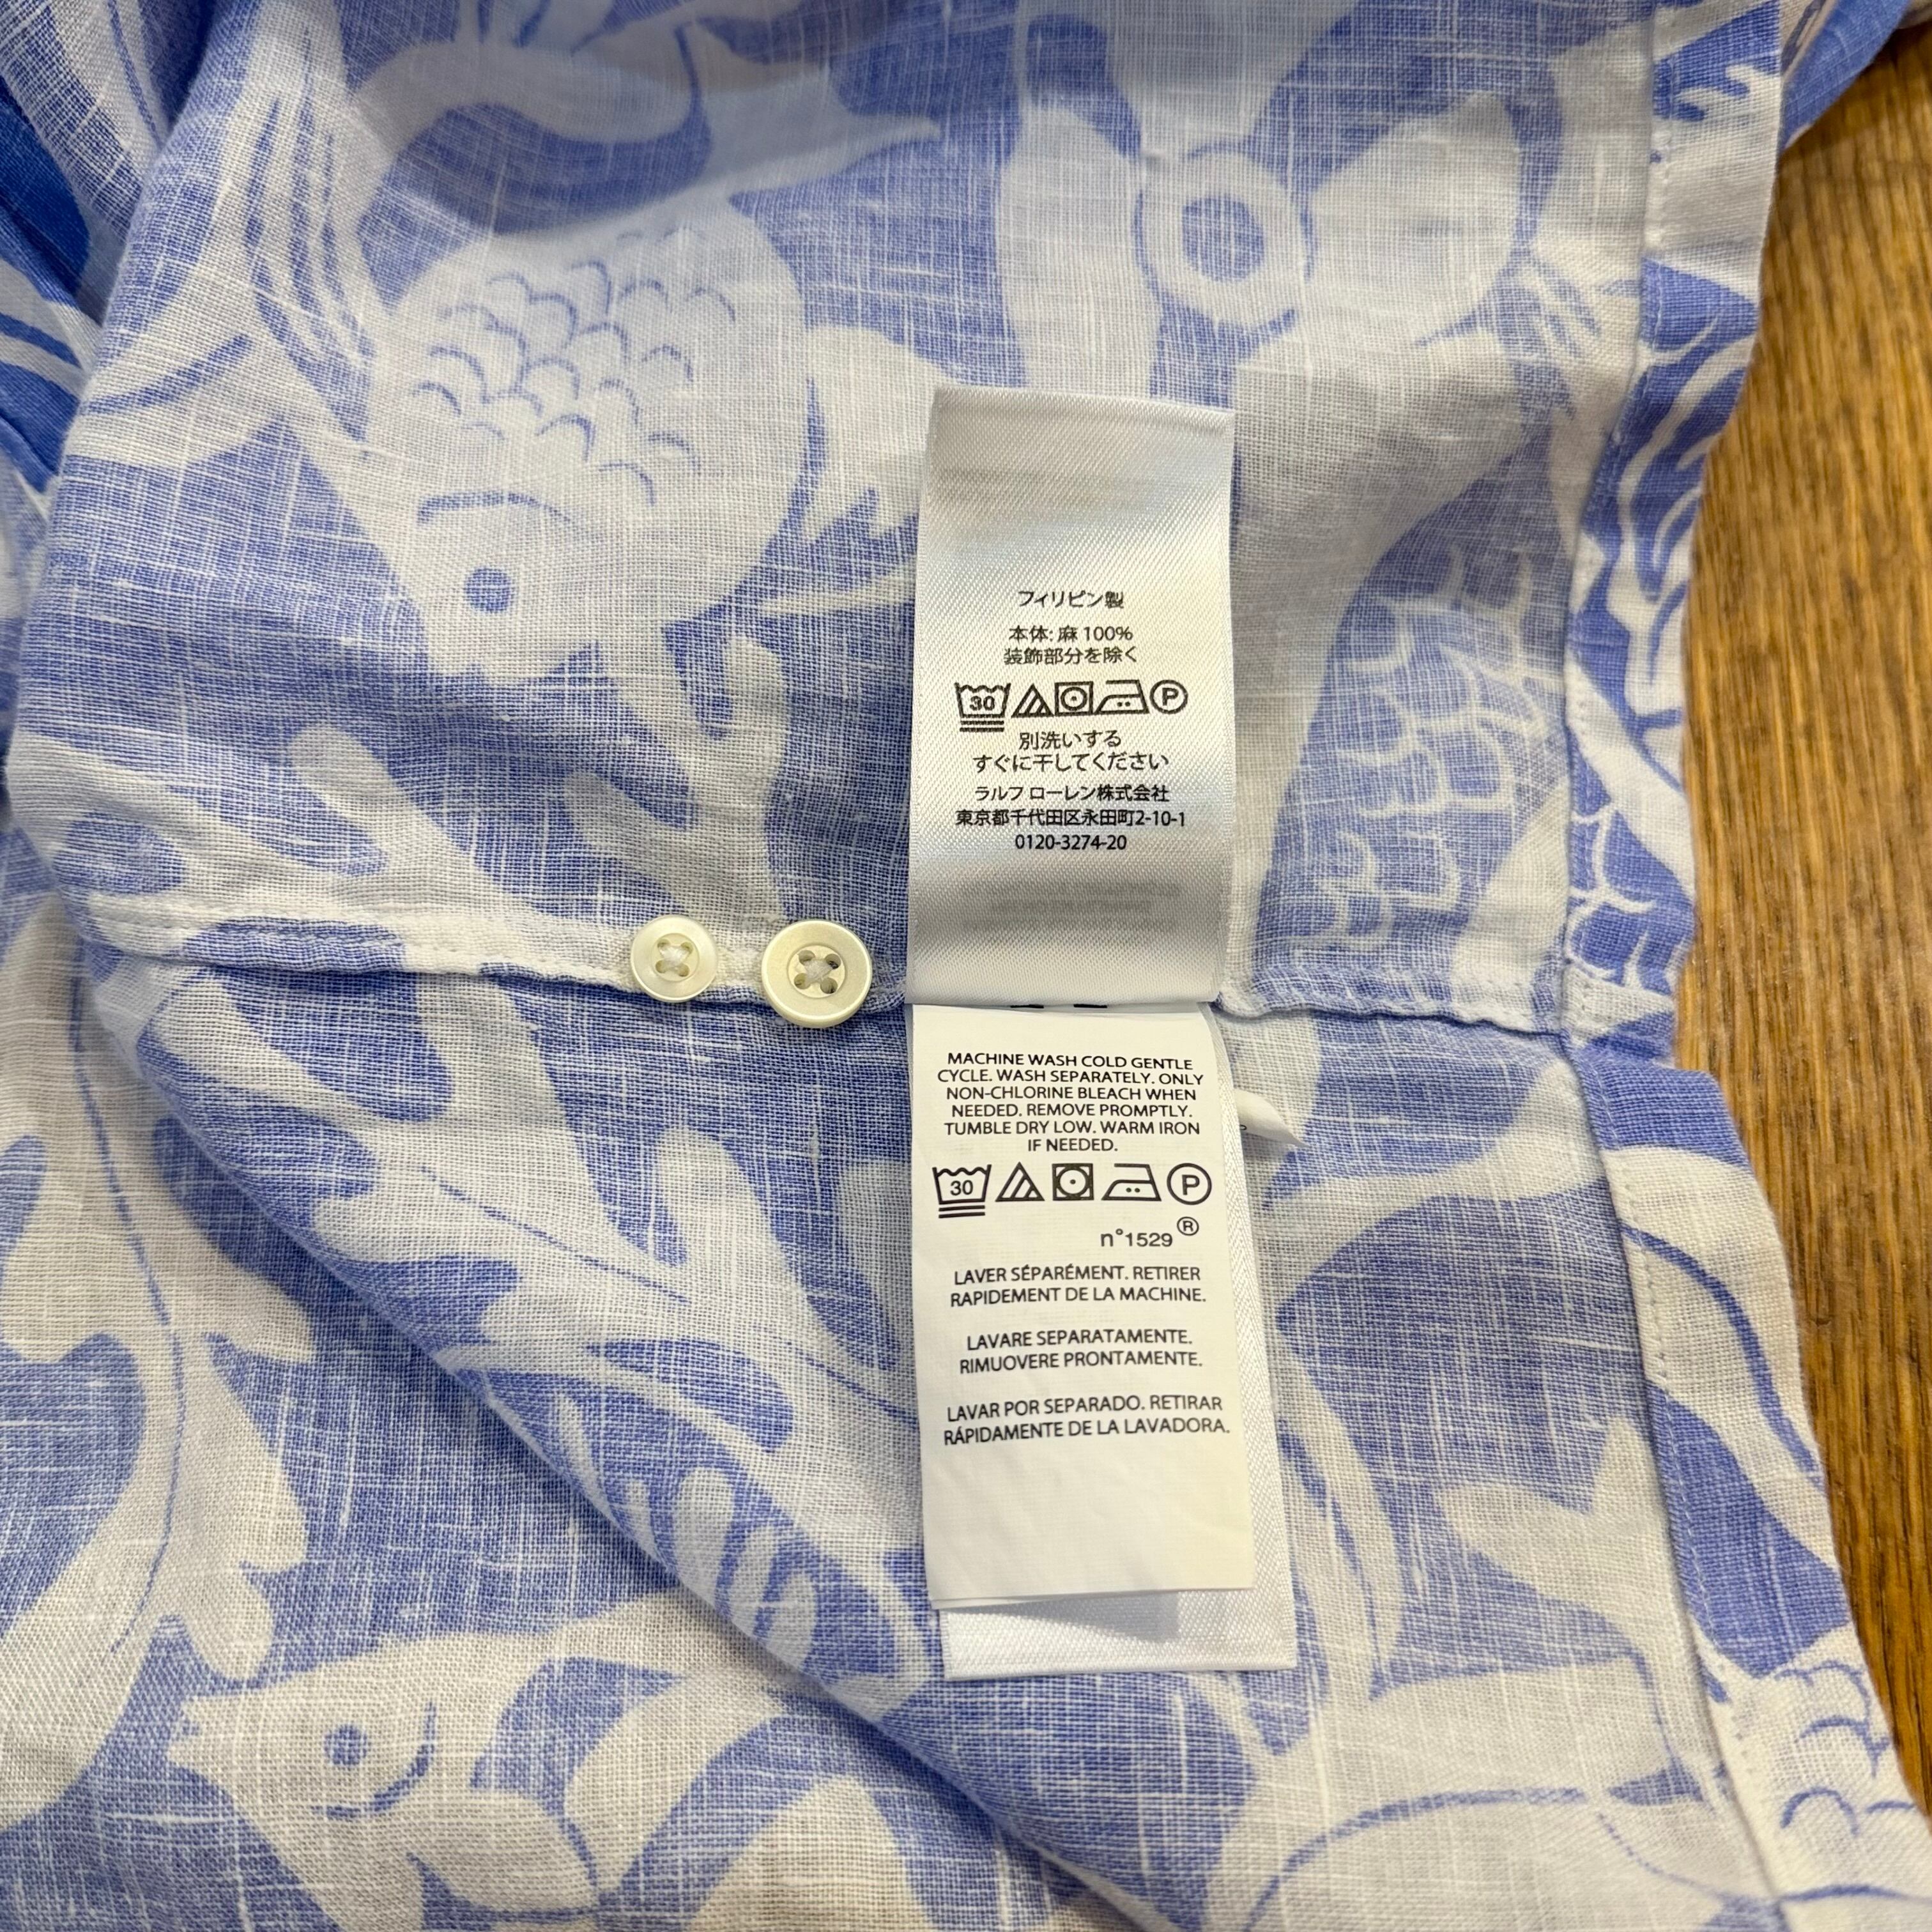 フィリピン製
本体: 麻 100%
装飾部分を除く
30 P
別洗いする
すぐに干してください
ラルフ ローレン株式会社
東京都千代田区永田町2-10-1
0120-3274-20
MACHINE WASH COLD GENTLE
CYCLE. WASH SEPARATELY. ONLY
NON-CHLORINE BLEACH WHEN
NEEDED. REMOVE PROMPTLY.
TUMBLE DRY LOW. WARM IRON
IF NEEDED.
30 P
n°1529®
LAVER SÉPARÉMENT. RETIRER
RAPIDEMENT DE LA MACHINE.
LAVARE SEPARATAMENTE.
RIMUOVERE PRONTAMENTE.
LAVAR POR SEPARADO. RETIRAR
RÁPIDAMENTE DE LA LAVADORA.